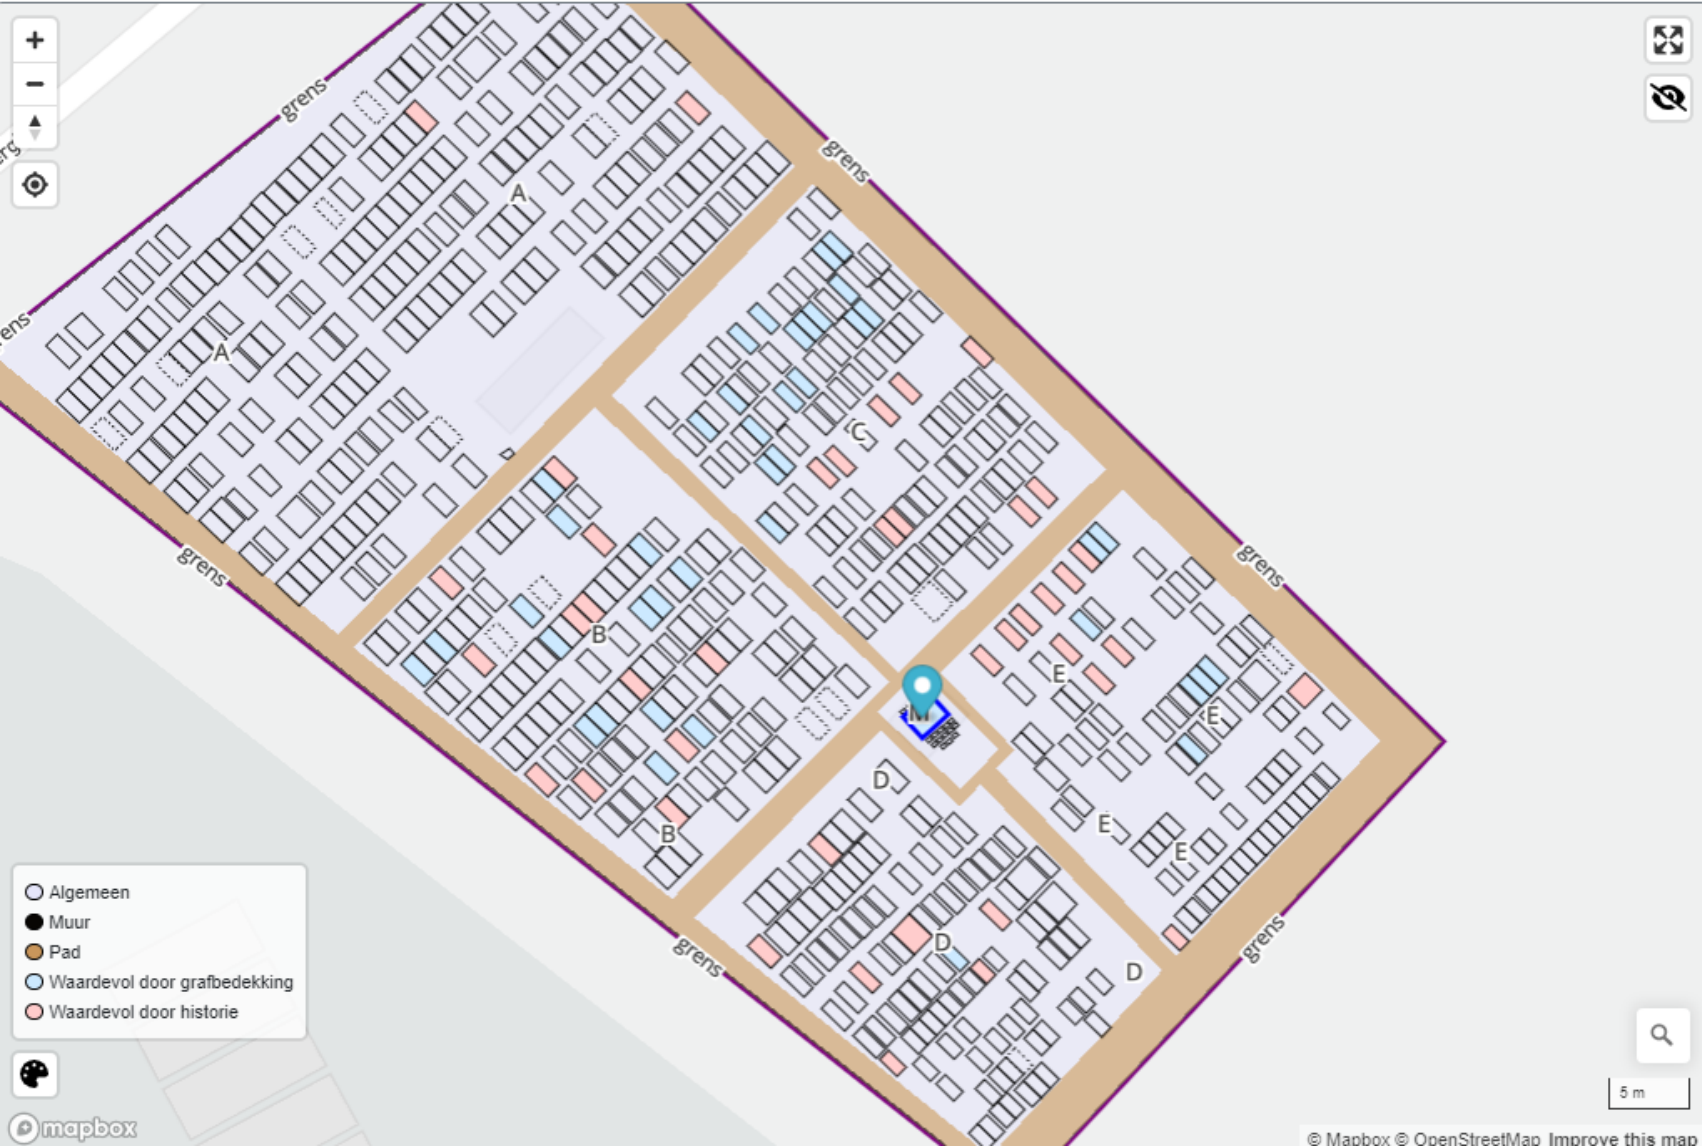 +
−
grens
grens
A
A
grens
C
B
grens
grens
E
M
E
D
E
B
E
D
D
grens
grens
Algemeen
Muur
Pad
Waardevol door grafbedekking
Waardevol door historie
5 m
mapbox
© Mapbox © OpenStreetMap Improve this map